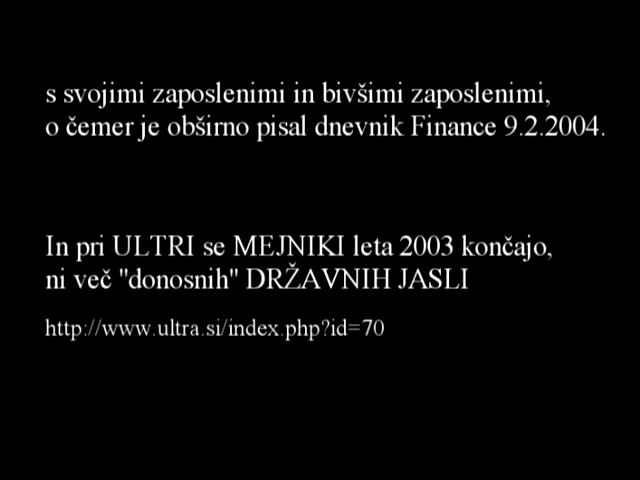 s svojimi zaposlenimi in bivšimi zaposlenimi,
o čemer je obširno pisal dnevnik Finance 9.2.2004.
In pri ULTRI se MEJNIKI leta 2003 končajo,
ni več "donosnih" DRŽAVNIH JASLI
http://www.ultra.si/index.php?id=70